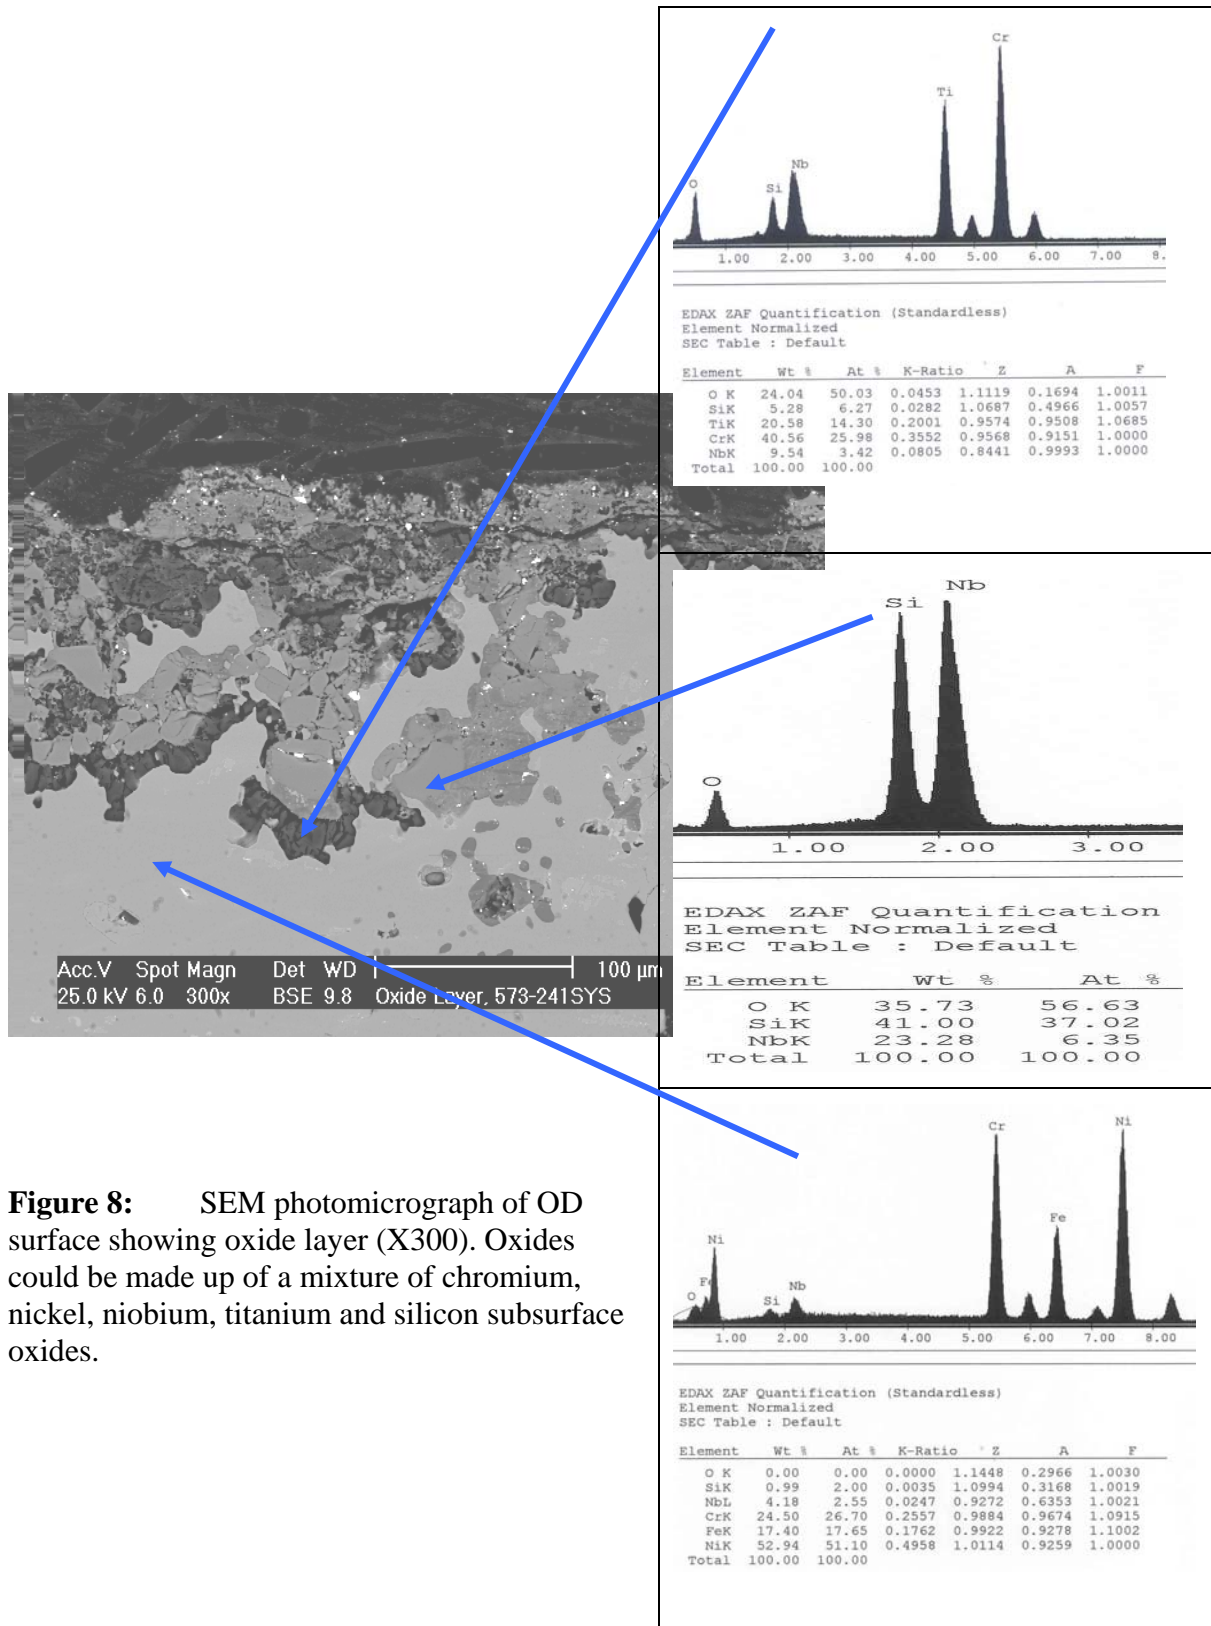 Cr
Ti
Nb
Si
O
1.00 2.00 3.00 4.00 5.00 6.00 7.00 8.
EDAX ZAF Quantification (Standardless)
Element Normalized
SEC Table : Default
Element Wt % At % K-Ratio Z A F
O K 24.04 50.03 0.0453 1.1119 0.1694 1.0011
SiK 5.28 6.27 0.0282 1.0687 0.4966 1.0057
TiK 20.58 14.30 0.2001 0.9574 0.9508 1.0685
CrK 40.56 25.98 0.3552 0.9568 0.9151 1.0000
NbK 9.54 3.42 0.0805 0.8441 0.9993 1.0000
Total 100.00 100.00
Acc.V Spot Magn Det WD 100 µm
25.0 kV 6.0 300x BSE 9.8 Oxide Layer, 573-241SYS
Nb
Si
O
1.00 2.00 3.00
EDAX ZAF Quantification
Element Normalized
SEC Table : Default
Element Wt % At %
O K 35.73 56.63
SiK 41.00 37.02
NbK 23.28 6.35
Total 100.00 100.00
Figure 8: SEM photomicrograph of OD
surface showing oxide layer (X300). Oxides
could be made up of a mixture of chromium,
nickel, niobium, titanium and silicon subsurface
oxides.
Cr Ni
Fe
Ni
Nb
Si
O
1.00 2.00 3.00 4.00 5.00 6.00 7.00 8.00
EDAX ZAF Quantification (Standardless)
Element Normalized
SEC Table : Default
Element Wt % At % K-Ratio Z A F
O K 0.00 0.00 0.0000 1.1448 0.2966 1.0030
SiK 0.99 2.00 0.0035 1.0994 0.3168 1.0019
NbL 4.18 2.55 0.0247 0.9272 0.6353 1.0021
CrK 24.50 26.70 0.2557 0.9884 0.9674 1.0915
FeK 17.40 17.65 0.1762 0.9922 0.9278 1.1002
NiK 52.94 51.10 0.4958 1.0114 0.9259 1.0000
Total 100.00 100.00